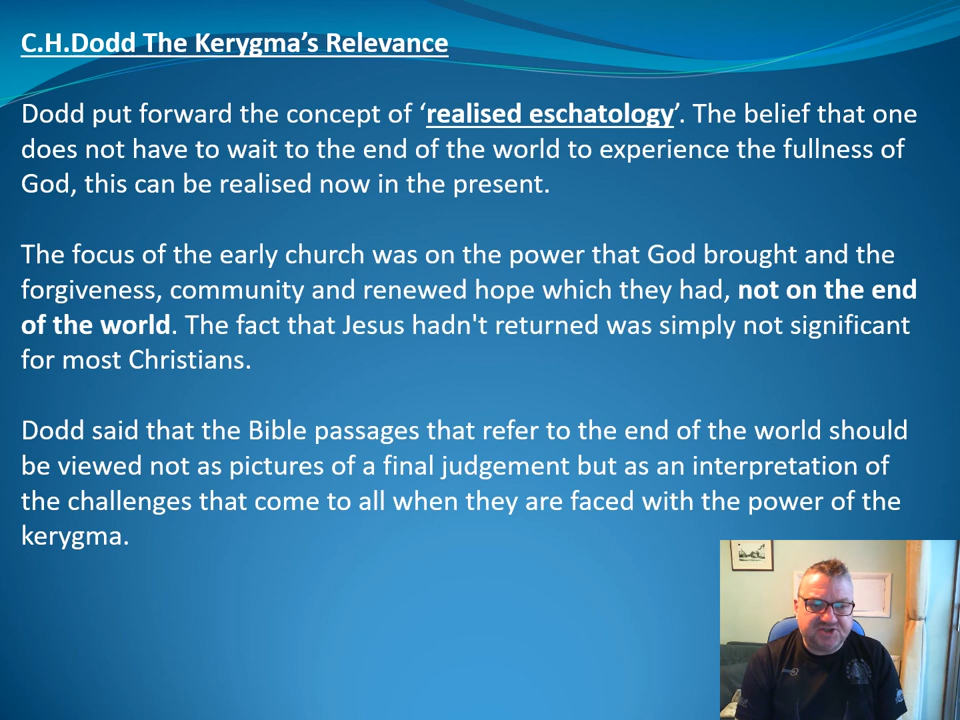 C.H.Dodd The Kerygma’s Relevance
Dodd put forward the concept of ‘realised eschatology’. The belief that one
does not have to wait to the end of the world to experience the fullness of
God, this can be realised now in the present.
The focus of the early church was on the power that God brought and the
forgiveness, community and renewed hope which they had, not on the end
of the world. The fact that Jesus hadn't returned was simply not significant
for most Christians.
Dodd said that the Bible passages that refer to the end of the world should
be viewed not as pictures of a final judgement but as an interpretation of
the challenges that come to all when they are faced with the power of the
kerygma.